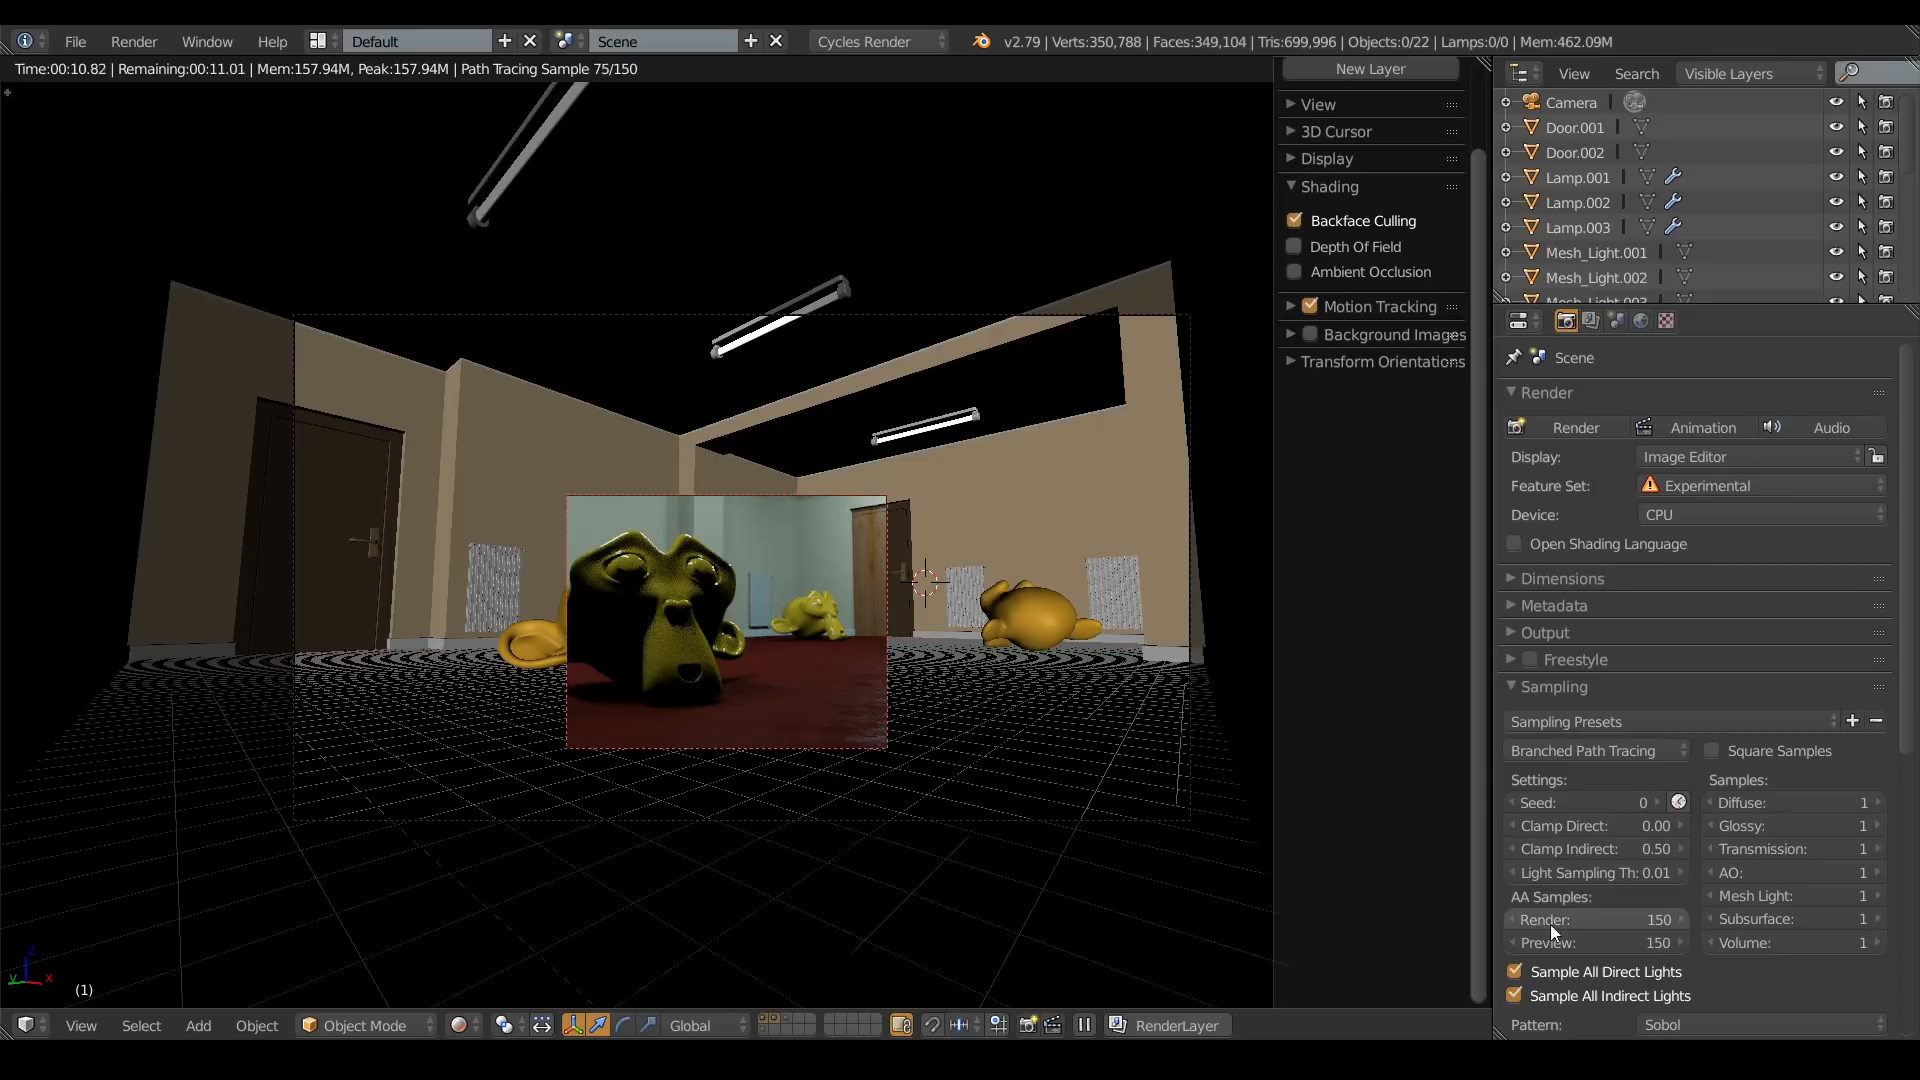 File Render Window Help Default Scene Cycles Render v2.79 | Verts:350,788 | Faces:349,104 | Tris:699,996 | Objects:0/22 | Lamps:0/0 | Mem:462.09M
Time:00:10.82 | Remaining:00:11.01 | Mem:157.94M, Peak:157.94M | Path Tracing Sample 75/150
New Layer
View
3D Cursor
Display
Shading
Backface Culling
Depth Of Field
Ambient Occlusion
Motion Tracking
Background Images
Transform Orientations
View Search Visible Layers
Camera
Door.001
Door.002
Lamp.001
Lamp.002
Lamp.003
Mesh_Light.001
Mesh_Light.002
Mesh_Light.003
Scene
Render
Render Animation Audio
Display: Image Editor
Feature Set: Experimental
Device: CPU
Open Shading Language
Dimensions
Metadata
Output
Freestyle
Sampling
Sampling Presets
Branched Path Tracing Square Samples
Settings: Samples:
Seed: 0 Diffuse: 1
Clamp Direct: 0.00 Glossy: 1
Clamp Indirect: 0.50 Transmission: 1
Light Sampling Th: 0.01 AO: 1
AA Samples: Mesh Light: 1
Render: 150 Subsurface: 1
Preview: 150 Volume: 1
Sample All Direct Lights
Sample All Indirect Lights
Pattern: Sobol
z
y x
(1)
View Select Add Object Object Mode Global RenderLayer